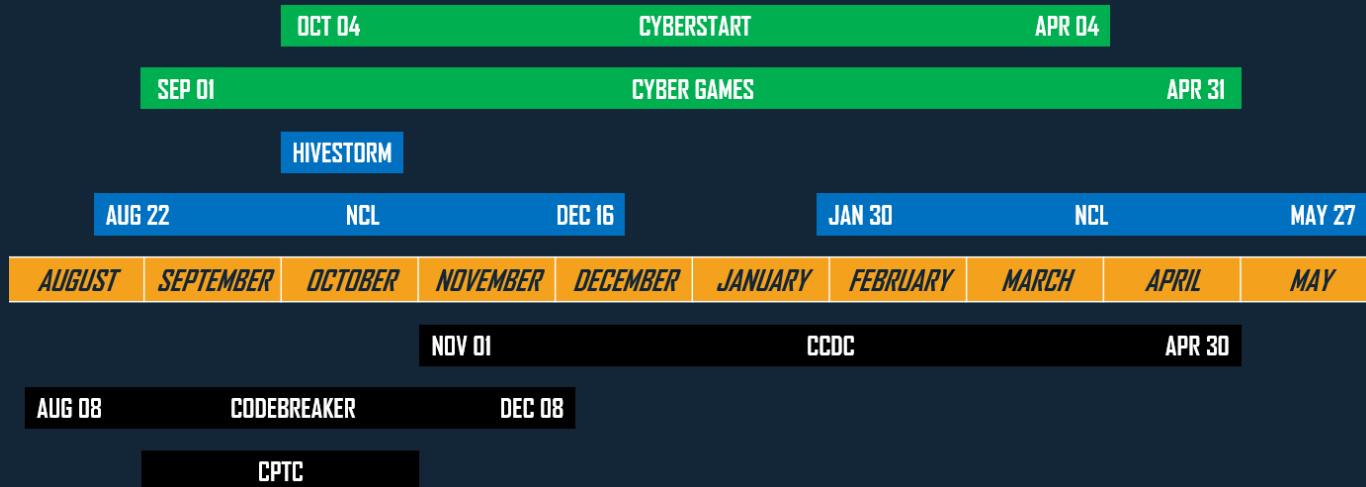 OCT 04 CYBERSTART APR 04
SEP 01 CYBER GAMES APR 31
HIVESTORM
AUG 22 NCL DEC 16 JAN 30 NCL MAY 27
AUGUST SEPTEMBER OCTOBER NOVEMBER DECEMBER JANUARY FEBRUARY MARCH APRIL MAY
NOV 01 CCDC APR 30
AUG 08 CODEBREAKER DEC 08
CPTC